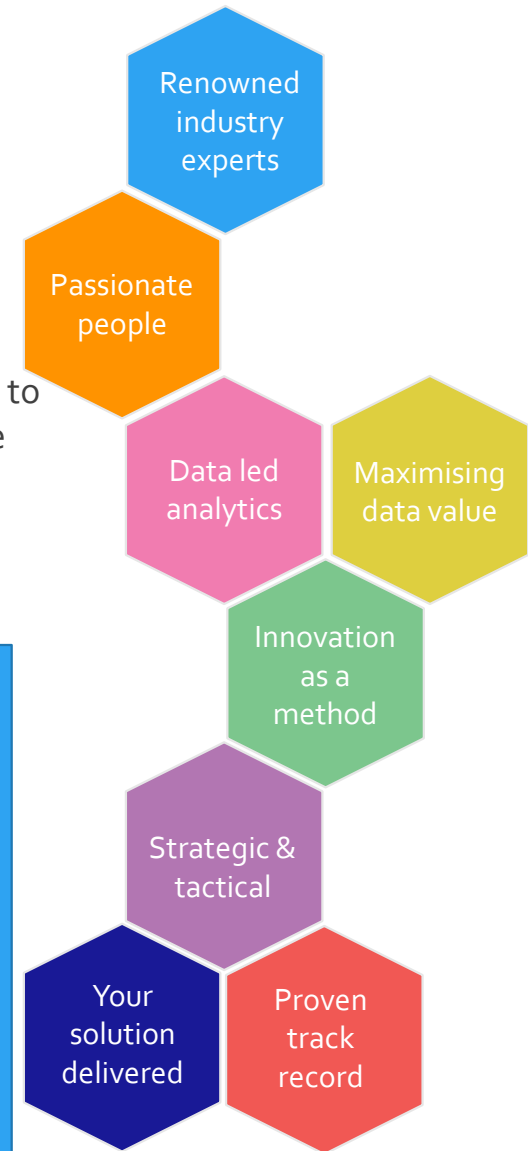 Renowned
industry
experts
Passionate
people
to
e
Data led
analytics
Maximising
data value
Innovation
as a
method
Strategic &
tactical
Your
solution
delivered
Proven
track
record